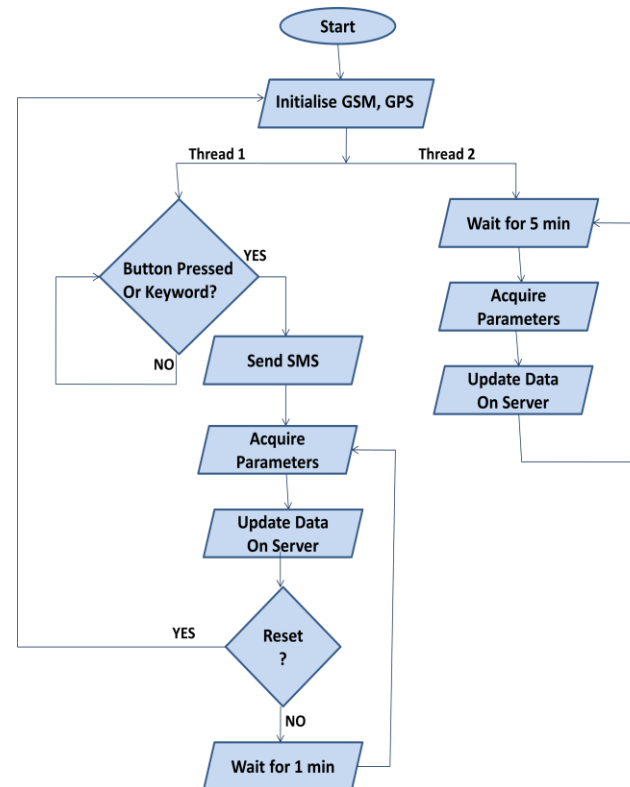 Start
Initialise GSM, GPS
Thread 1
Thread 2
Button Pressed
Or Keyword?
YES
NO
Send SMS
Acquire
Parameters
Update Data
On Server
Reset
?
YES
NO
Wait for 1 min
Wait for 5 min
Acquire
Parameters
Update Data
On Server